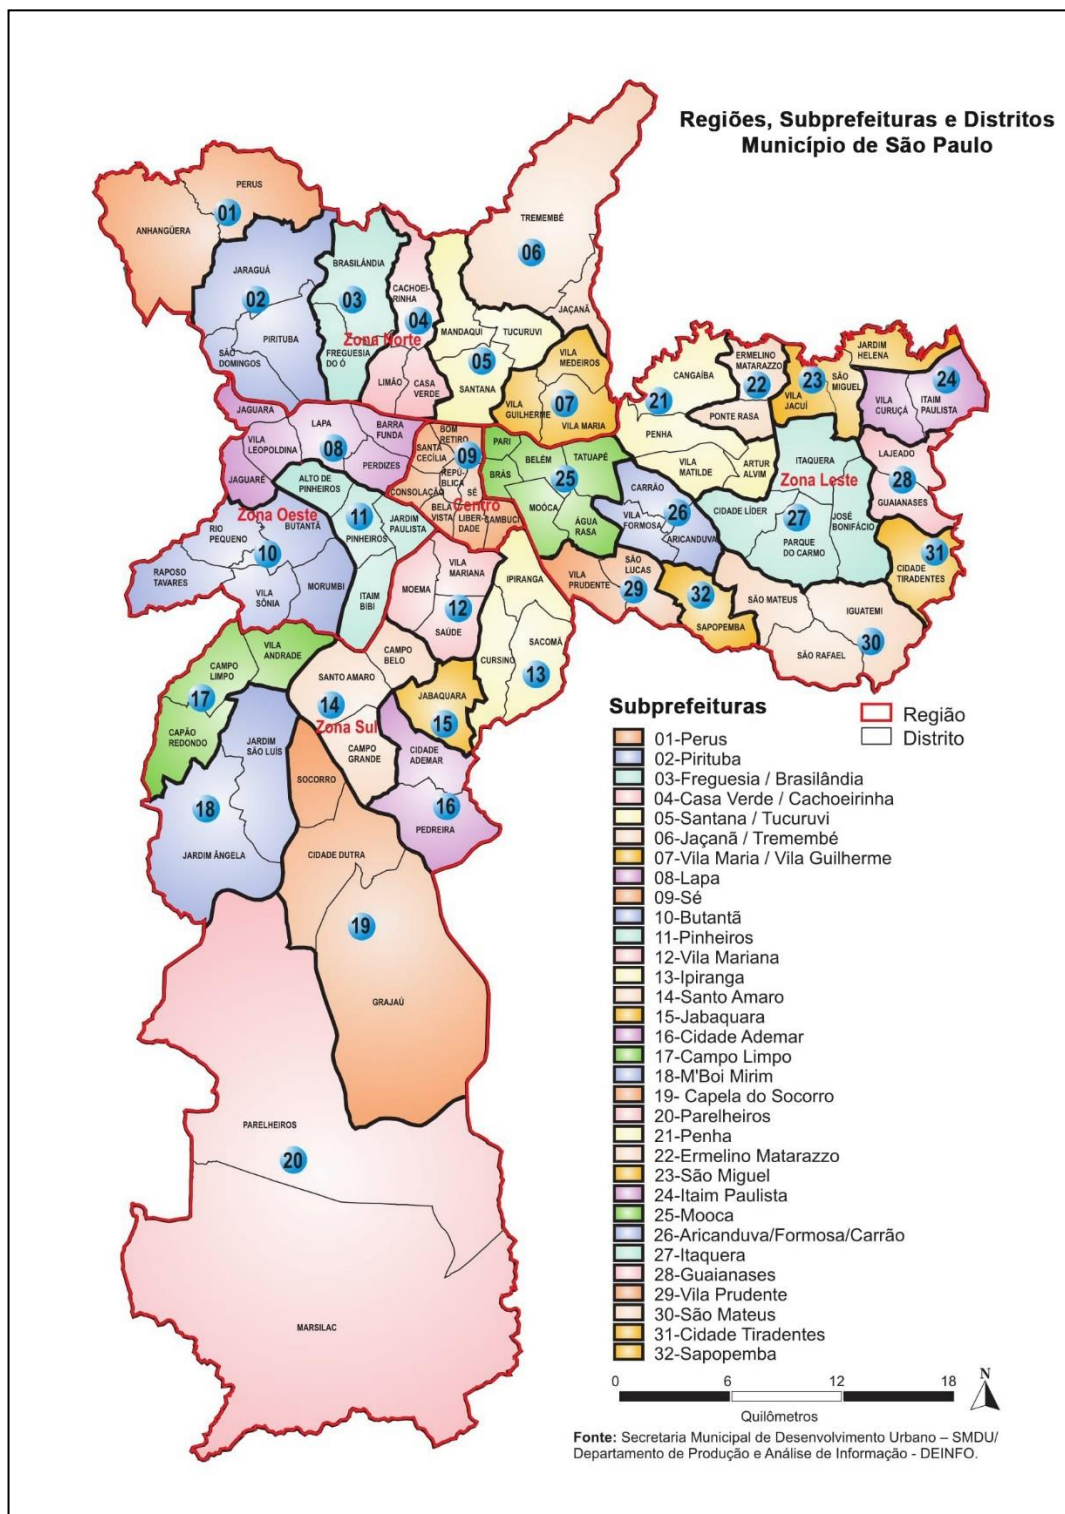 Regiões, Subprefeituras e Distritos
Município de São Paulo
PERUS
01
ANHANGÜERA
TREMEMBÉ
06
JAÇANÃ
JARAGUÁ
02
PIRITUBA
SÃO
DOMINGOS
BRASILÂNDIA
03
FREGUESIA
DO Ó
Zona Norte
CACHOEI-
RINHA
04
LIMÃO
CASA
VERDE
MANDAQUI
TUCURUVI
05
SANTANA
VILA
MEDEIROS
07
VILA
GUILHERME
VILA MARIA
CANGAÍBA
21
PENHA
VILA
MATILDE
ARTUR
ALVIM
ERMELINO
MATARAZZO
22
PONTE RASA
JARDIM
HELENA
23
SÃO
MIGUEL
VILA
JACUÍ
24
VILA
CURUÇÁ
ITAIM
PAULISTA
JAGUARA
LAPA
BARRA
FUNDA
VILA
LEOPOLDINA
08
PERDIZES
JAGUARÉ
BOM
RETIRO
SANTA
CECÍLIA
09
REPÚ-
BLICA
CONSOLAÇÃO
SÉ
BELA
VISTA
LIBER-
DADE
Centro
CAMBUCI
PARI
BELÉM
TATUAPÉ
BRÁS
25
MOÓCA
ÁGUA
RASA
CARRÃO
VILA
FORMOSA
26
ARICANDUVA
ITAQUERA
Zona Leste
CIDADE LÍDER
27
JOSÉ
BONIFÁCIO
PARQUE
DO CARMO
LAJEADO
28
GUAIANASES
31
CIDADE
TIRADENTES
ALTO DE
PINHEIROS
11
PINHEIROS
JARDIM
PAULISTA
ITAIM
BIBI
Zona Oeste
RIO
PEQUENO
BUTANTÃ
10
RAPOSO
TAVARES
VILA
SÔNIA
MORUMBI
VILA
MARIANA
MOEMA
12
SAÚDE
IPIRANGA
SACOMÃ
CURSINO
13
VILA
PRUDENTE
SÃO
LUCAS
29
32
SAPOPEMBA
SÃO MATEUS
IGUATEMI
SÃO RAFAEL
30
VILA
ANDRADE
CAMPO
LIMPO
17
CAPÃO
REDONDO
CAMPO
BELO
SANTO AMARO
14
Zona Sul
CAMPO
GRANDE
JABAQUARA
15
CIDADE
ADEMAR
16
PEDREIRA
JARDIM
SÃO LUÍS
18
JARDIM ÂNGELA
SOCORRO
CIDADE DUTRA
19
GRAJAÚ
PARELHEIROS
20
MARSILAC
Subprefeituras
Região
Distrito
01-Perus
02-Pirituba
03-Freguesia / Brasilândia
04-Casa Verde / Cachoeirinha
05-Santana / Tucuruvi
06-Jaçanã / Tremembé
07-Vila Maria / Vila Guilherme
08-Lapa
09-Sé
10-Butantã
11-Pinheiros
12-Vila Mariana
13-Ipiranga
14-Santo Amaro
15-Jabaquara
16-Cidade Ademar
17-Campo Limpo
18-M'Boi Mirim
19- Capela do Socorro
20-Parelheiros
21-Penha
22-Ermelino Matarazzo
23-São Miguel
24-Itaim Paulista
25-Mooca
26-Aricanduva/Formosa/Carrão
27-Itaquera
28-Guaianases
29-Vila Prudente
30-São Mateus
31-Cidade Tiradentes
32-Sapopemba
0 6 12 18
N
Quilômetros
Fonte: Secretaria Municipal de Desenvolvimento Urbano – SMDU/
Departamento de Produção e Análise de Informação - DEINFO.